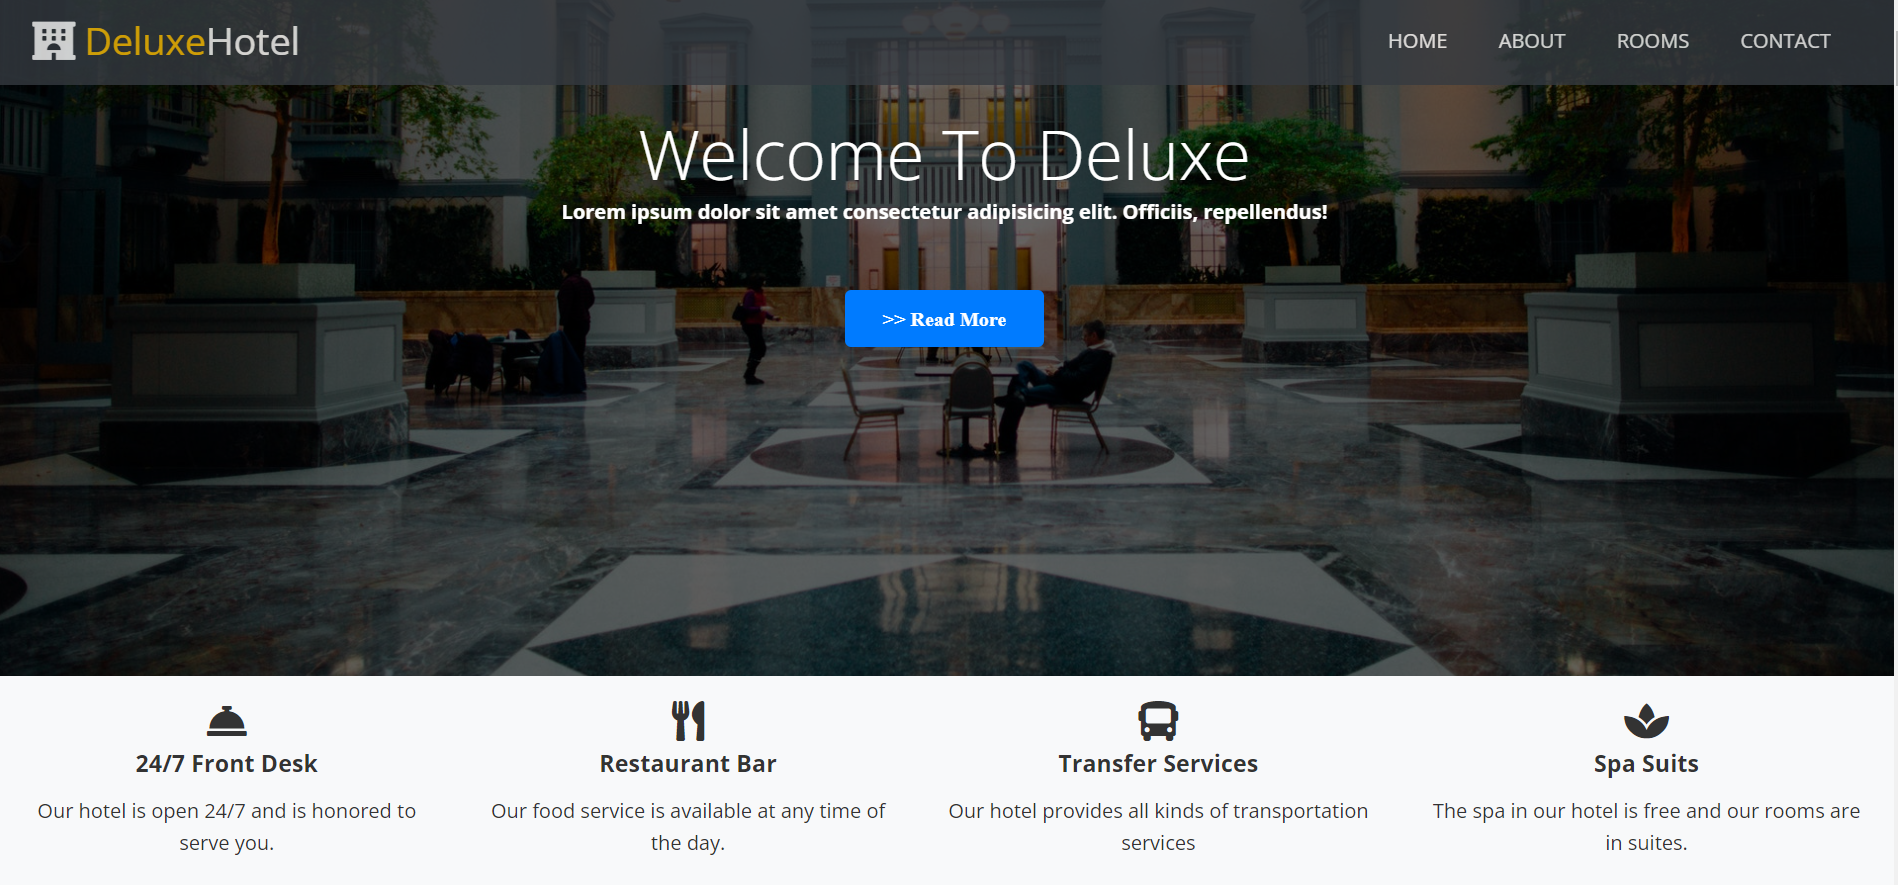 DeluxeHotel
HOME ABOUT ROOMS CONTACT
Welcome To Deluxe
Lorem ipsum dolor sit amet consectetur adipisicing elit. Officiis, repellendus!
>> Read More
24/7 Front Desk
Our hotel is open 24/7 and is honored to
serve you.
Restaurant Bar
Our food service is available at any time of
the day.
Transfer Services
Our hotel provides all kinds of transportation
services
Spa Suits
The spa in our hotel is free and our rooms are
in suites.